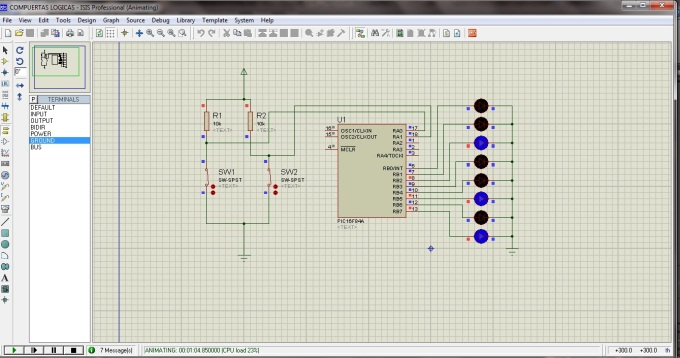 COMPUERTAS LOGICAS - ISIS Professional (Animating)
File View Edit Tools Design Graph Source Debug Library Template System Help
P TERMINALS
DEFAULT
INPUT
OUTPUT
BIDIR
POWER
GROUND
BUS
R1
10k
<TEXT>
R2
10k
<TEXT>
SW1
SW-SPST
<TEXT>
SW2
SW-SPST
<TEXT>
U1
16 OSC1/CLKIN RA0 17
15 OSC2/CLKOUT RA1 18
RA2 1
4 MCLR RA3 2
RA4/T0CKI 3
RB0/INT 6
RB1 7
RB2 8
RB3 9
RB4 10
RB5 11
RB6 12
RB7 13
PIC16F84A
<TEXT>
7 Message(s) ANIMATING: 00:01:04.850000 (CPU load 23%) +300.0 +300.0 th